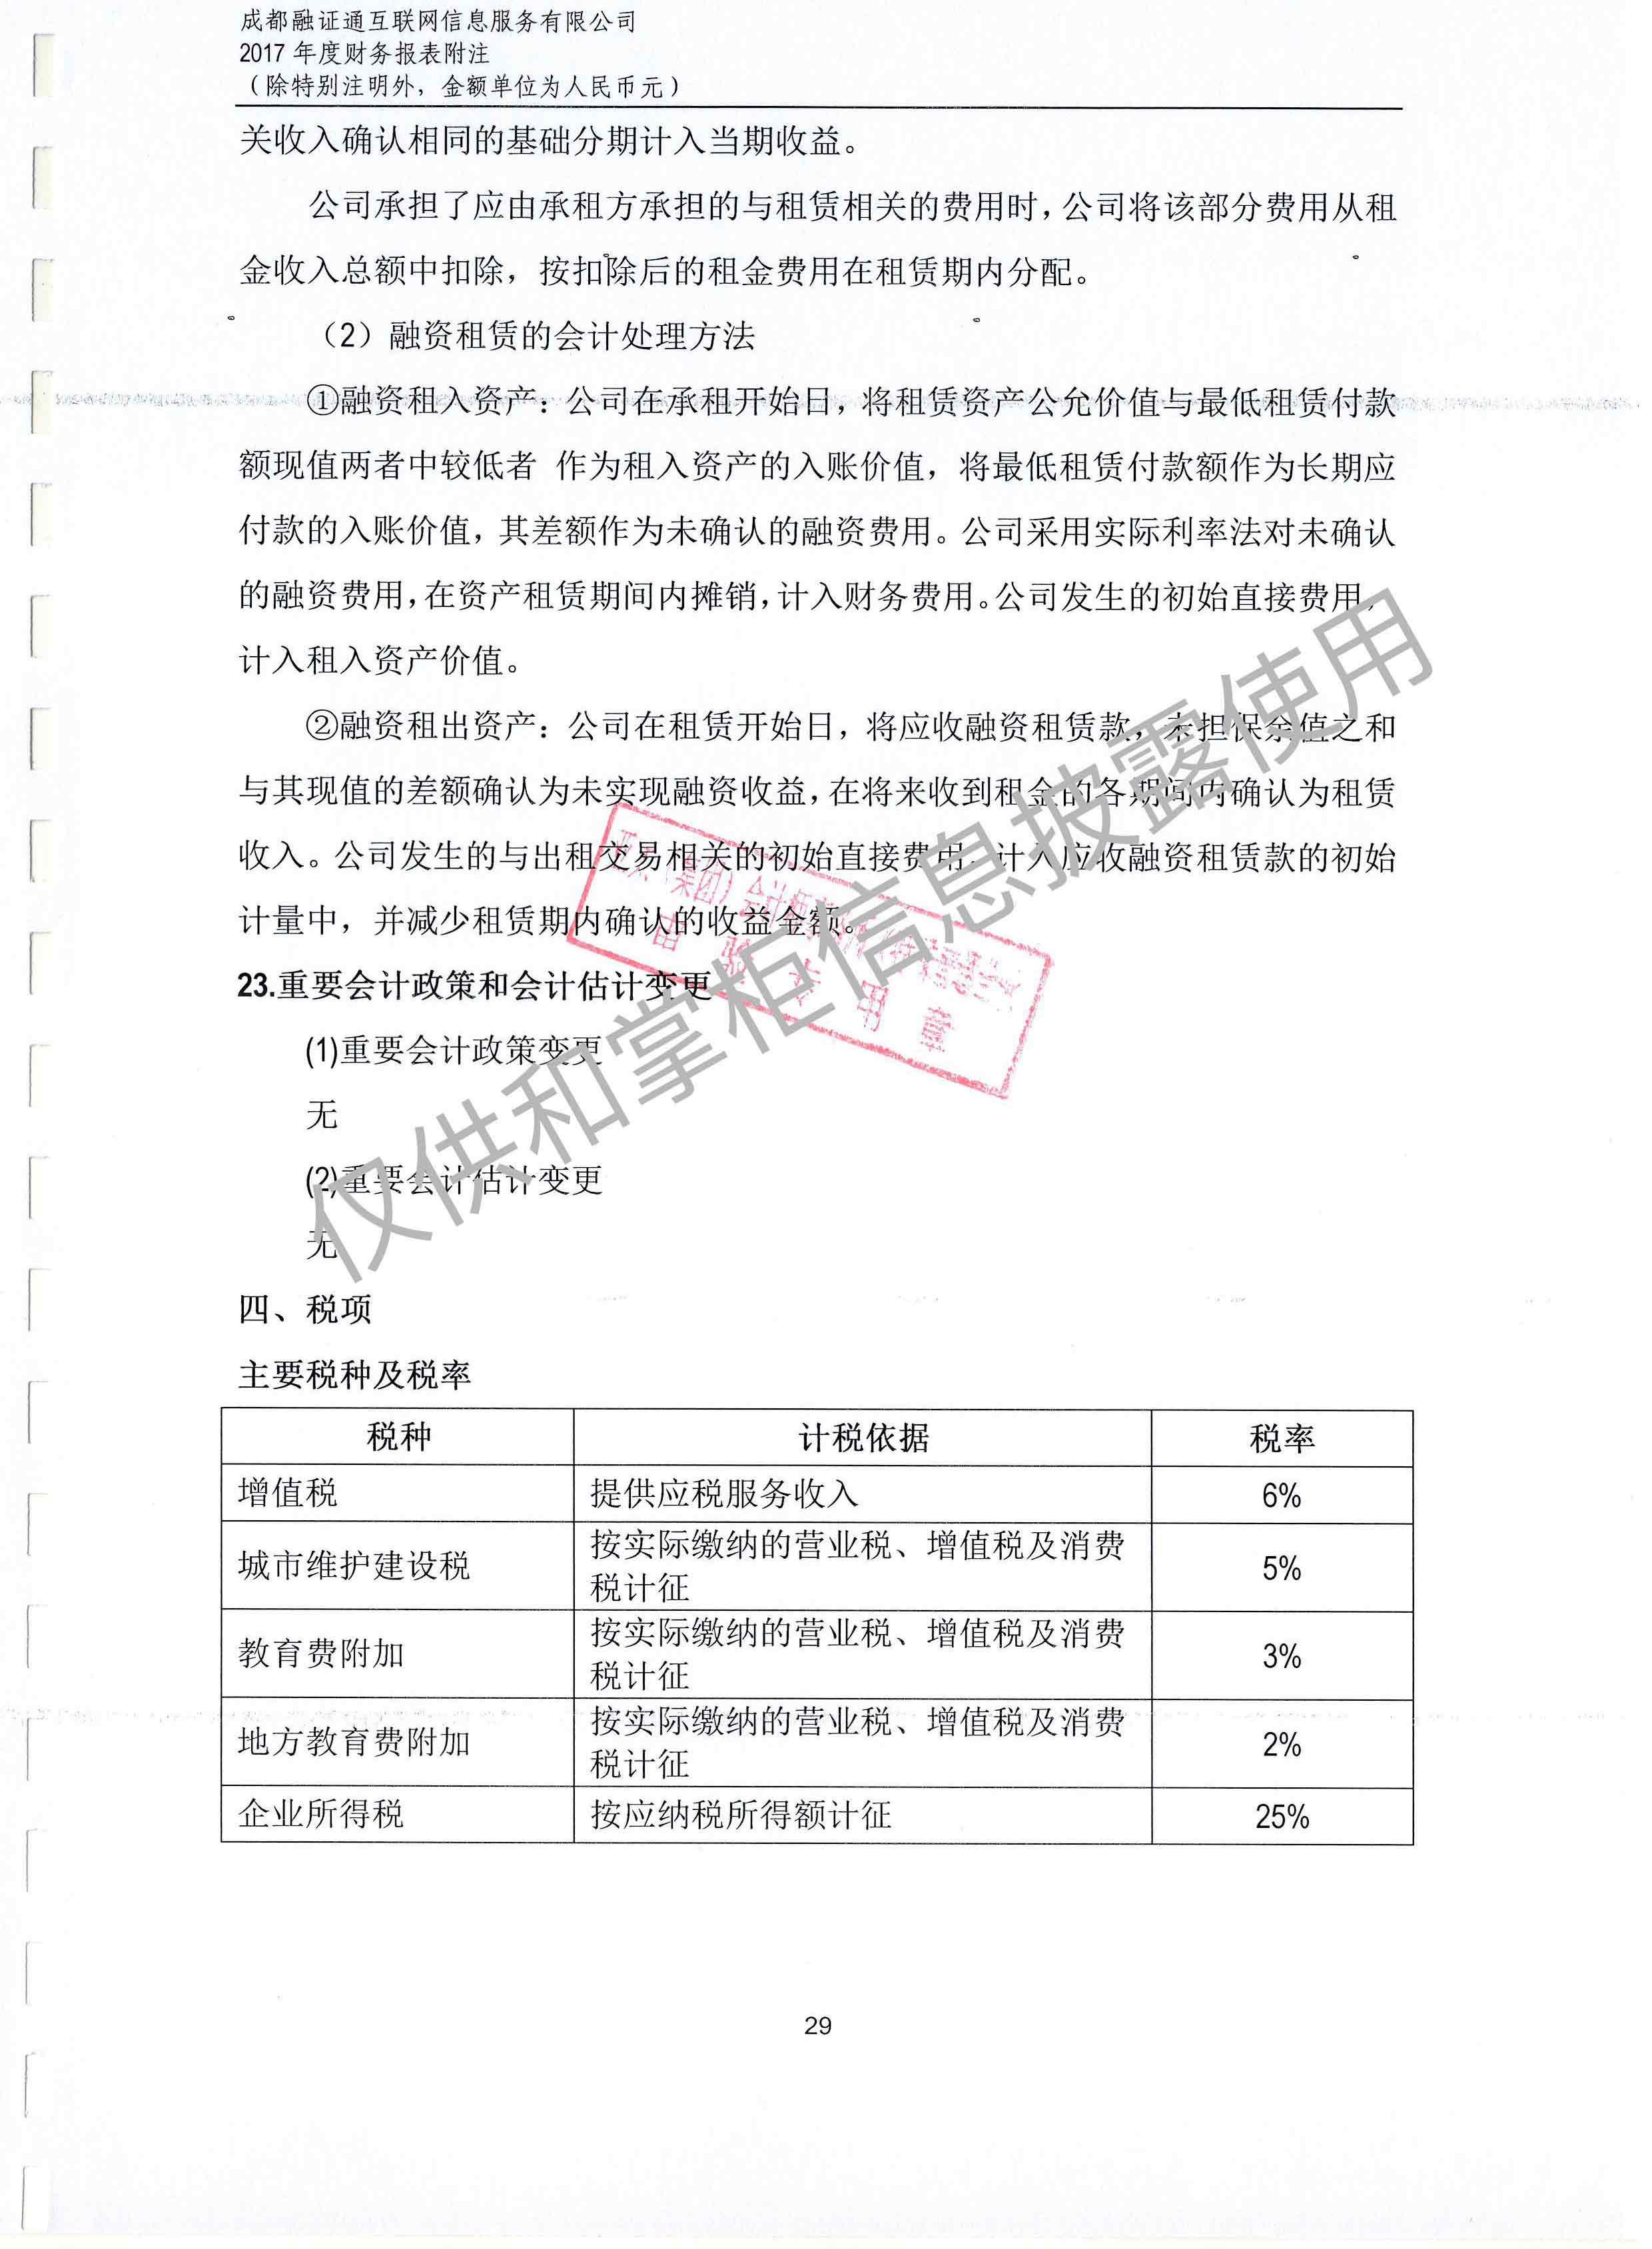 成都融证通互联网信息服务有限公司
2017 年度财务报表附注
（除特别注明外，金额单位为人民币元）
关收入确认相同的基础分期计入当期收益。
公司承担了应由承租方承担的与租赁相关的费用时，公司将该部分费用从租
金收入总额中扣除，按扣除后的租金费用在租赁期内分配。
（2）融资租赁的会计处理方法
①融资租入资产：公司在承租开始日，将租赁资产公允价值与最低租赁付款
额现值两者中较低者 作为租入资产的入账价值，将最低租赁付款额作为长期应
付款的入账价值，其差额作为未确认的融资费用。公司采用实际利率法对未确认
的融资费用，在资产租赁期间内摊销，计入财务费用。公司发生的初始直接费用，
计入租入资产价值。
②融资租出资产：公司在租赁开始日，将应收融资租赁款，未担保余值之和
与其现值的差额确认为未实现融资收益，在将来收到租金的各期间内确认为租赁
收入。公司发生的与出租交易相关的初始直接费用，计入应收融资租赁款的初始
计量中，并减少租赁期内确认的收益金额。
23.重要会计政策和会计估计变更
(1)重要会计政策变更
无
(2)重要会计估计变更
无
仅供和掌柜信息披露使用
四、税项
主要税种及税率
税种 计税依据 税率
增值税 提供应税服务收入 6%
城市维护建设税 按实际缴纳的营业税、增值税及消费
税计征 5%
教育费附加 按实际缴纳的营业税、增值税及消费
税计征 3%
地方教育费附加 按实际缴纳的营业税、增值税及消费
税计征 2%
企业所得税 按应纳税所得额计征 25%
29